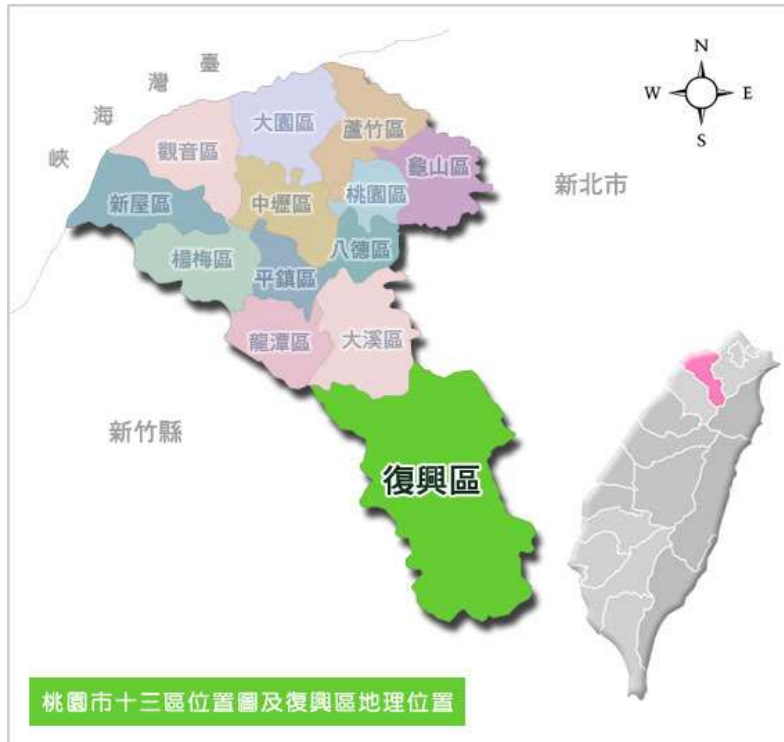 N
W
E
S
臺
灣
海
峽
大園區
蘆竹區
觀音區
龜山區
桃園區
新北市
新屋區
中壢區
八德區
楊梅區
平鎮區
龍潭區
大溪區
新竹縣
復興區
桃園市十三區位置圖及復興區地理位置